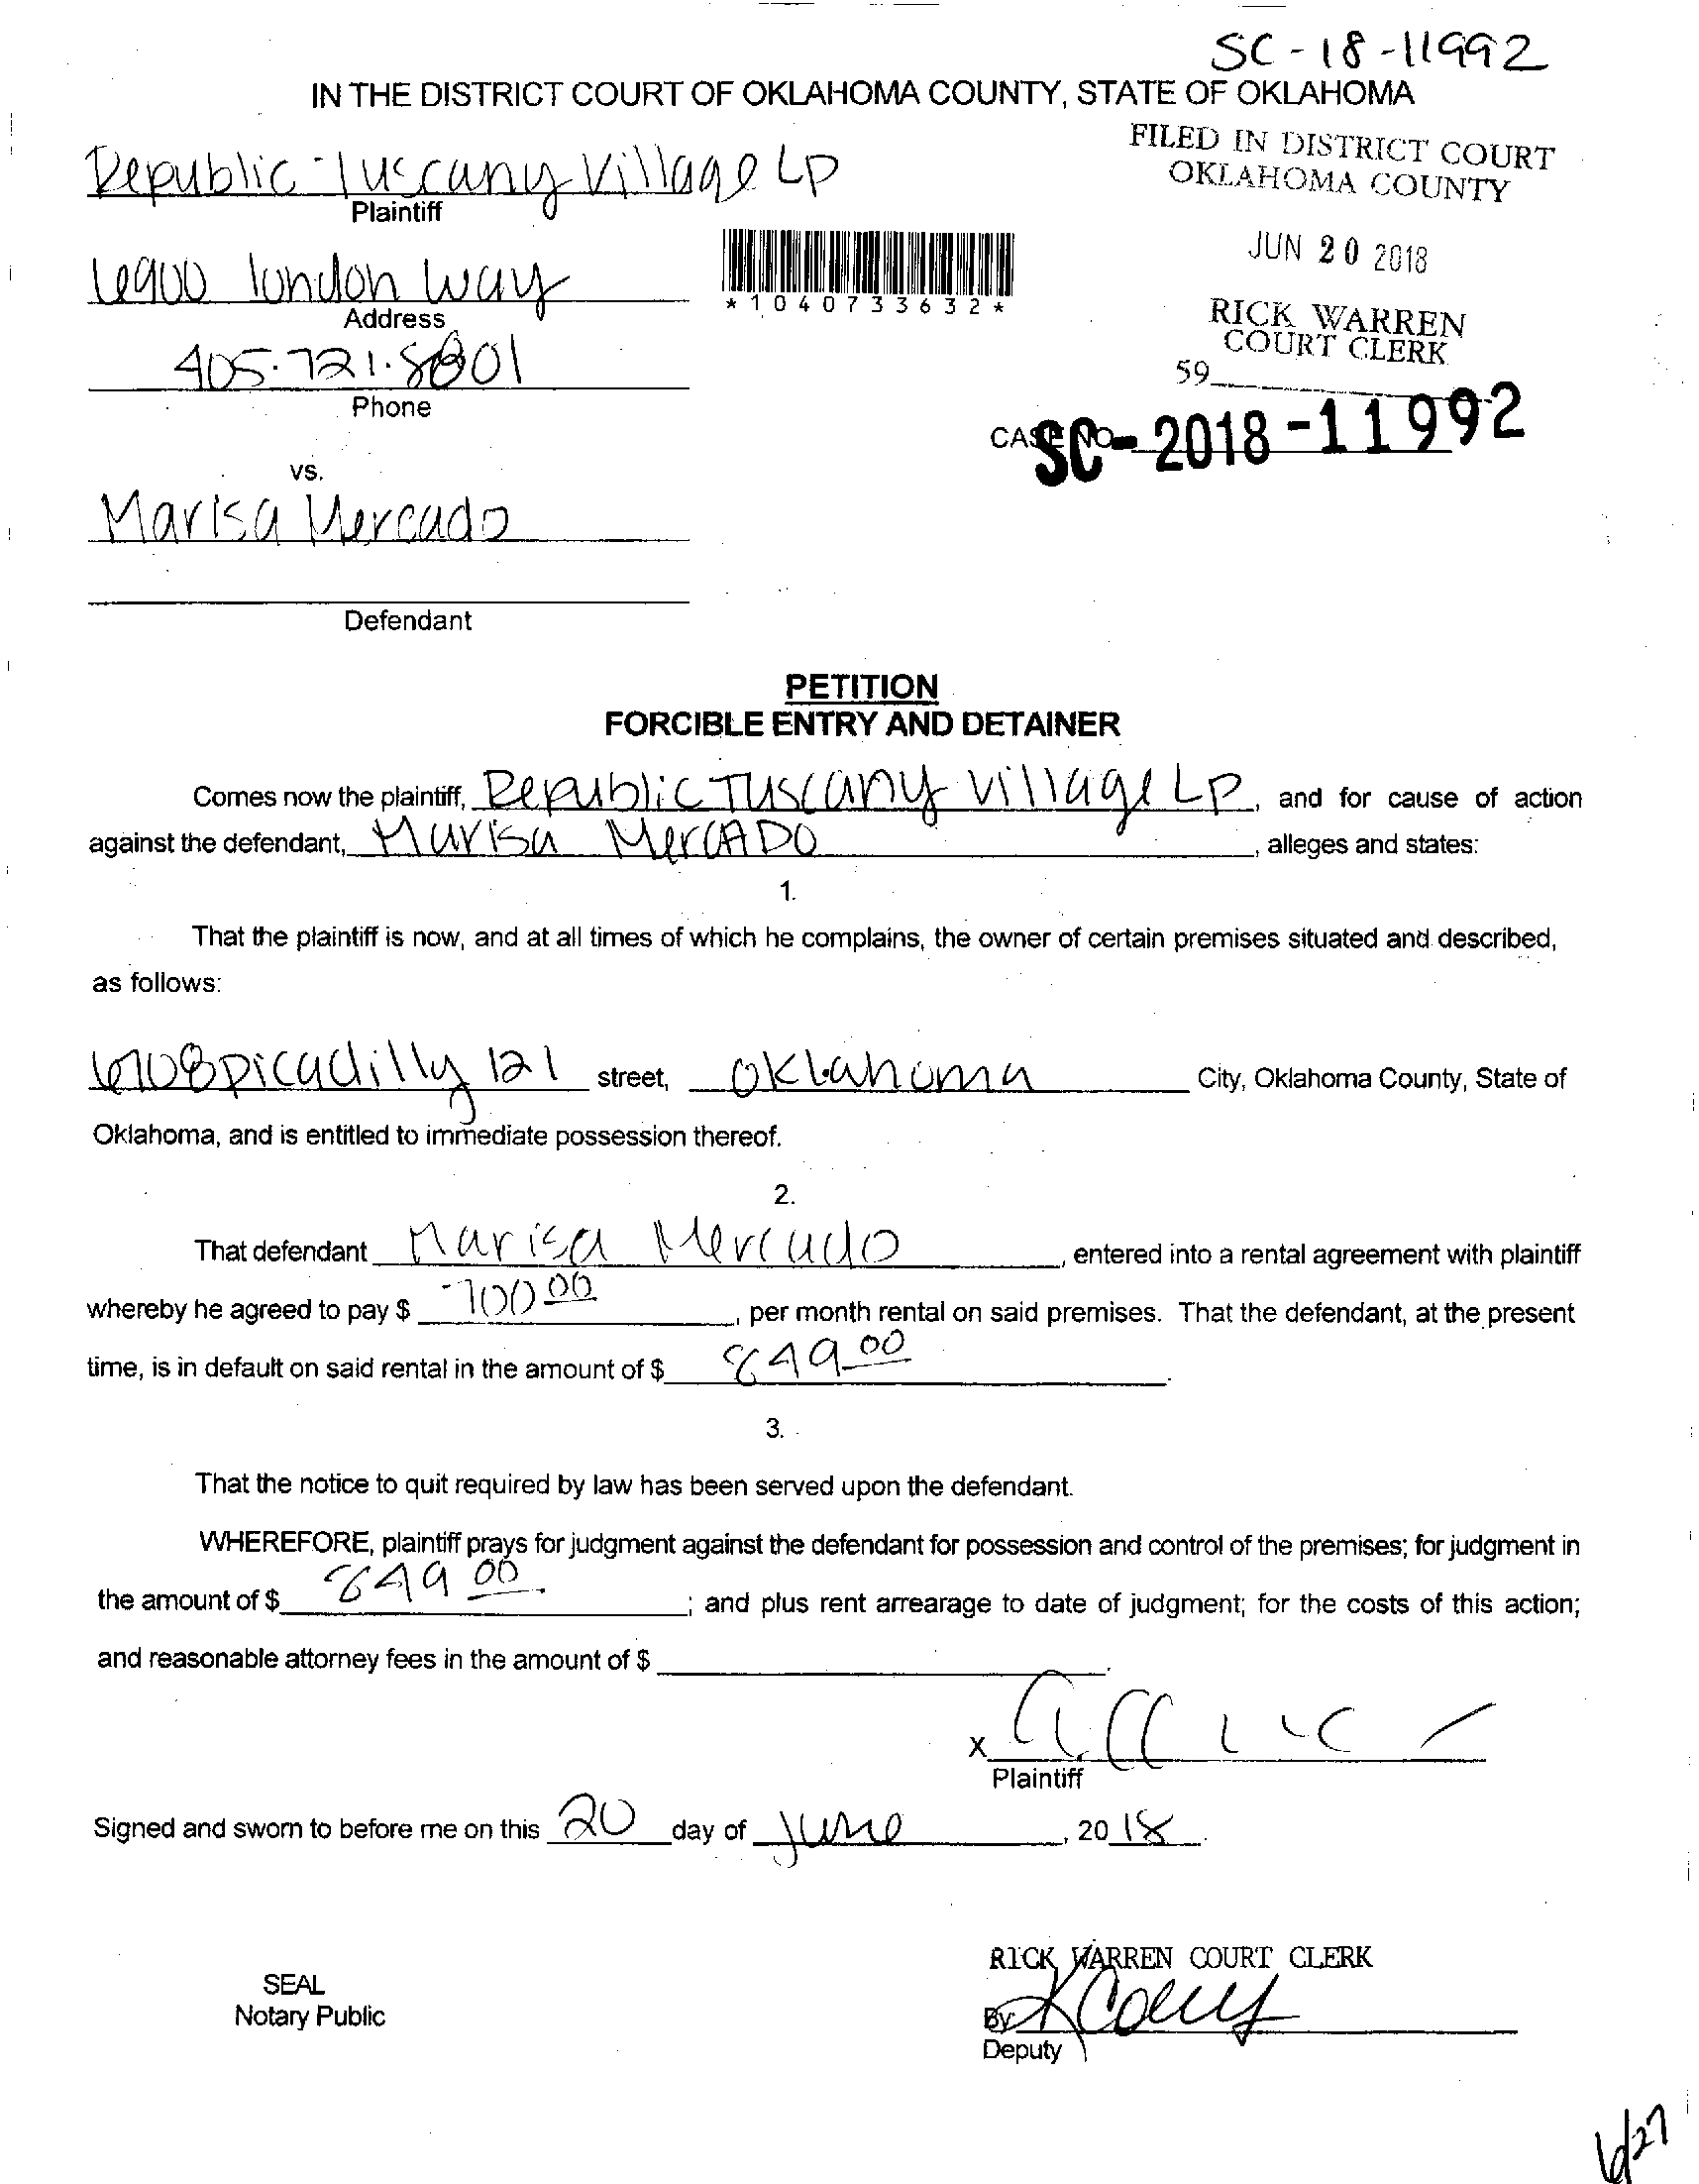 SC-18-11992
IN THE DISTRICT COURT OF OKLAHOMA COUNTY, STATE OF OKLAHOMA
FILED IN DISTRICT COURT
OKLAHOMA COUNTY
Republic-Tuscany Village LP
Plaintiff
JUN 20 2018
6900 london way
*1040733632*
Address
RICK WARREN
COURT CLERK
405.721.8801
59
Phone
CASE NO.
SC-2018-11992
vs.
Marisa Mercado
Defendant
PETITION
FORCIBLE ENTRY AND DETAINER
Comes now the plaintiff, Republic Tuscany Village LP, and for cause of action
against the defendant, Marisa MercADO, alleges and states:
1.
That the plaintiff is now, and at all times of which he complains, the owner of certain premises situated and described,
as follows:
6708 picadilly 121 street, Oklahoma City, Oklahoma County, State of
Oklahoma, and is entitled to immediate possession thereof.
2.
That defendant Marisa Mercado, entered into a rental agreement with plaintiff
whereby he agreed to pay $ 700 00, per month rental on said premises. That the defendant, at the present
time, is in default on said rental in the amount of $ 849.00.
3.
That the notice to quit required by law has been served upon the defendant.
WHEREFORE, plaintiff prays for judgment against the defendant for possession and control of the premises; for judgment in
the amount of $ 849 00; and plus rent arrearage to date of judgment; for the costs of this action;
and reasonable attorney fees in the amount of $
X
Plaintiff
Signed and sworn to before me on this 20 day of June, 2018.
RICK WARREN COURT CLERK
SEAL
Notary Public
By
Deputy
6/27